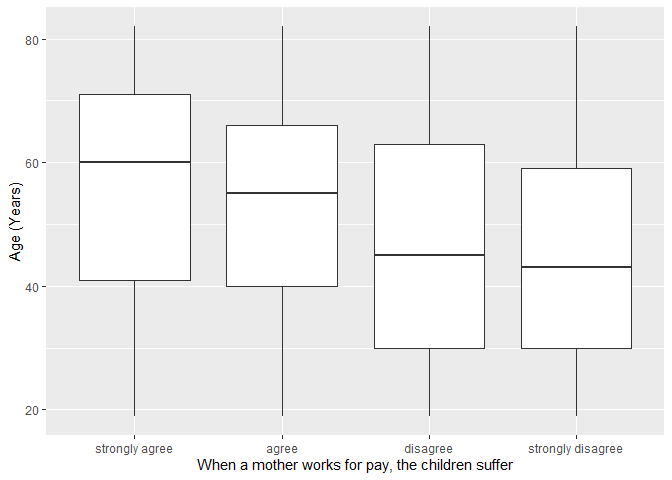 80
60
40
20
Age (Years)
strongly agree
agree
disagree
strongly disagree
When a mother works for pay, the children suffer